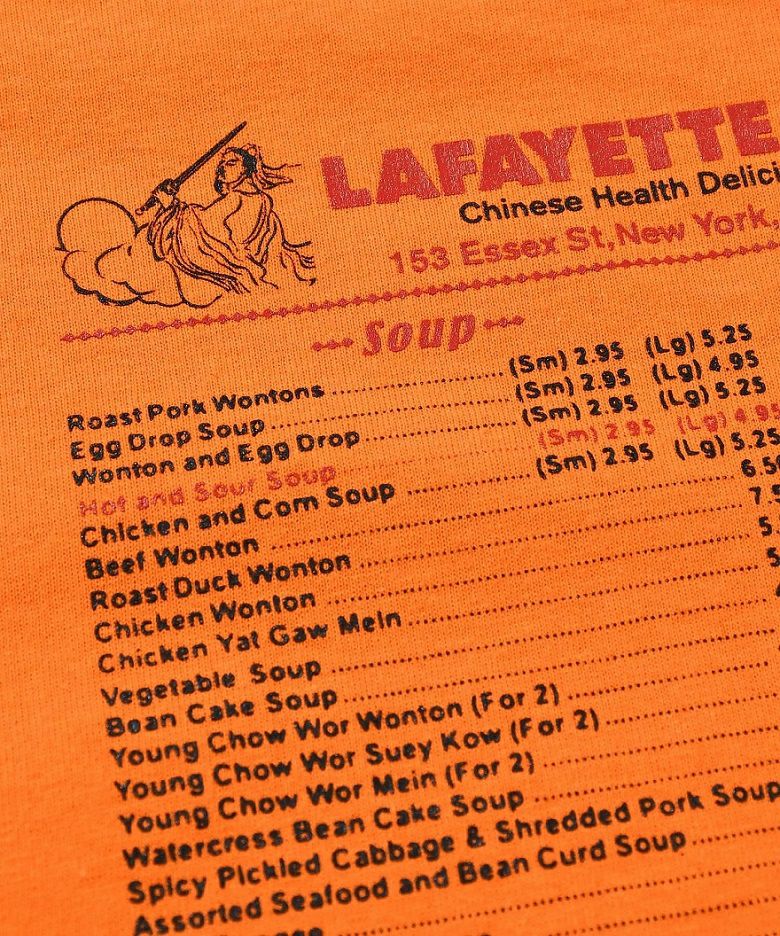 LAFAYETTE
Chinese Health Delici
153 Essex St, New York,
Soup
Roast Pork Wontons (Sm) 2.95 (Lg) 5.25
Egg Drop Soup (Sm) 2.95 (Lg) 4.95
Wonton and Egg Drop (Sm) 2.95 (Lg) 5.25
Hot and Sour Soup (Sm) 2.95 (Lg) 4.95
Chicken and Corn Soup (Sm) 2.95 (Lg) 5.25
Beef Wonton 6.5
Roast Duck Wonton 7.
Chicken Wonton 5.
Chicken Yat Gaw Mein 5
Vegetable Soup
Bean Cake Soup
Young Chow Wor Wonton (For 2)
Young Chow Wor Suey Kow (For 2)
Young Chow Wor Mein (For 2)
Watercress Bean Cake Soup
Spicy Pickled Cabbage & Shredded Pork Soup
Assorted Seafood and Bean Curd Soup